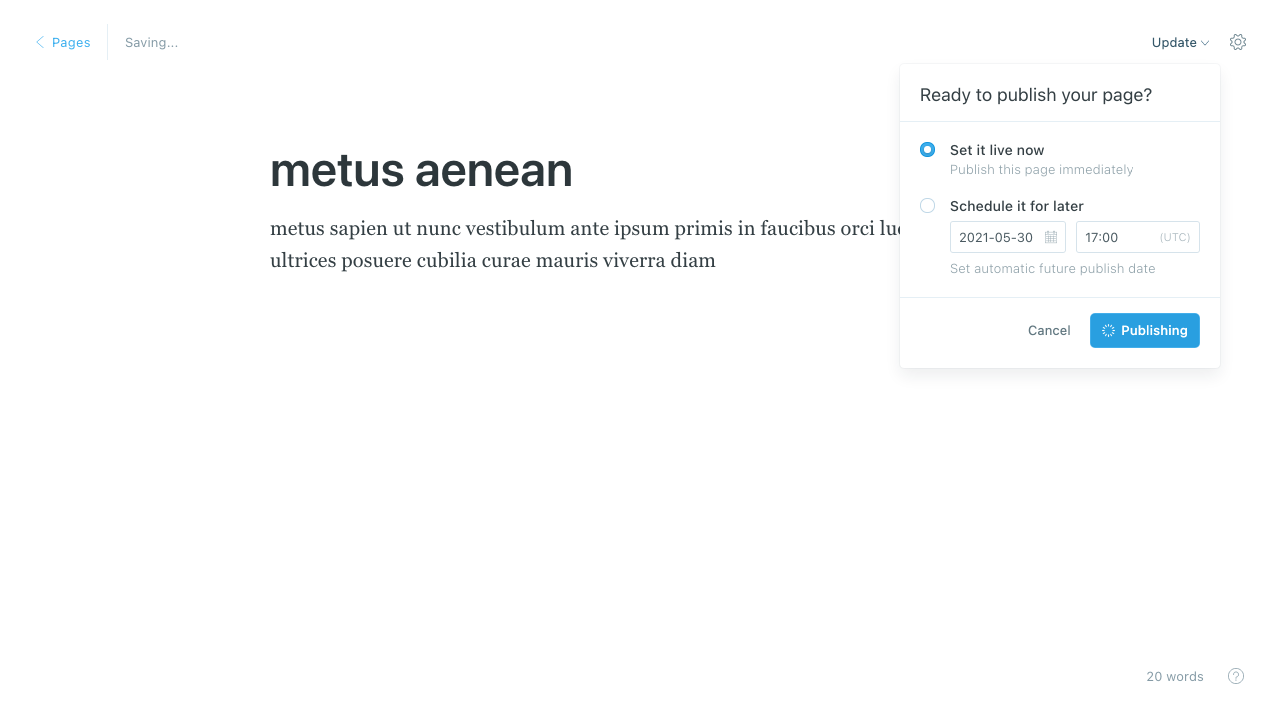 Pages
Saving...
Update
Ready to publish your page?
Set it live now
Publish this page immediately
Schedule it for later
2021-05-30
17:00 (UTC)
Set automatic future publish date
Cancel
Publishing
metus aenean
metus sapien ut nunc vestibulum ante ipsum primis in faucibus orci
ultrices posuere cubilia curae mauris viverra diam
20 words
?